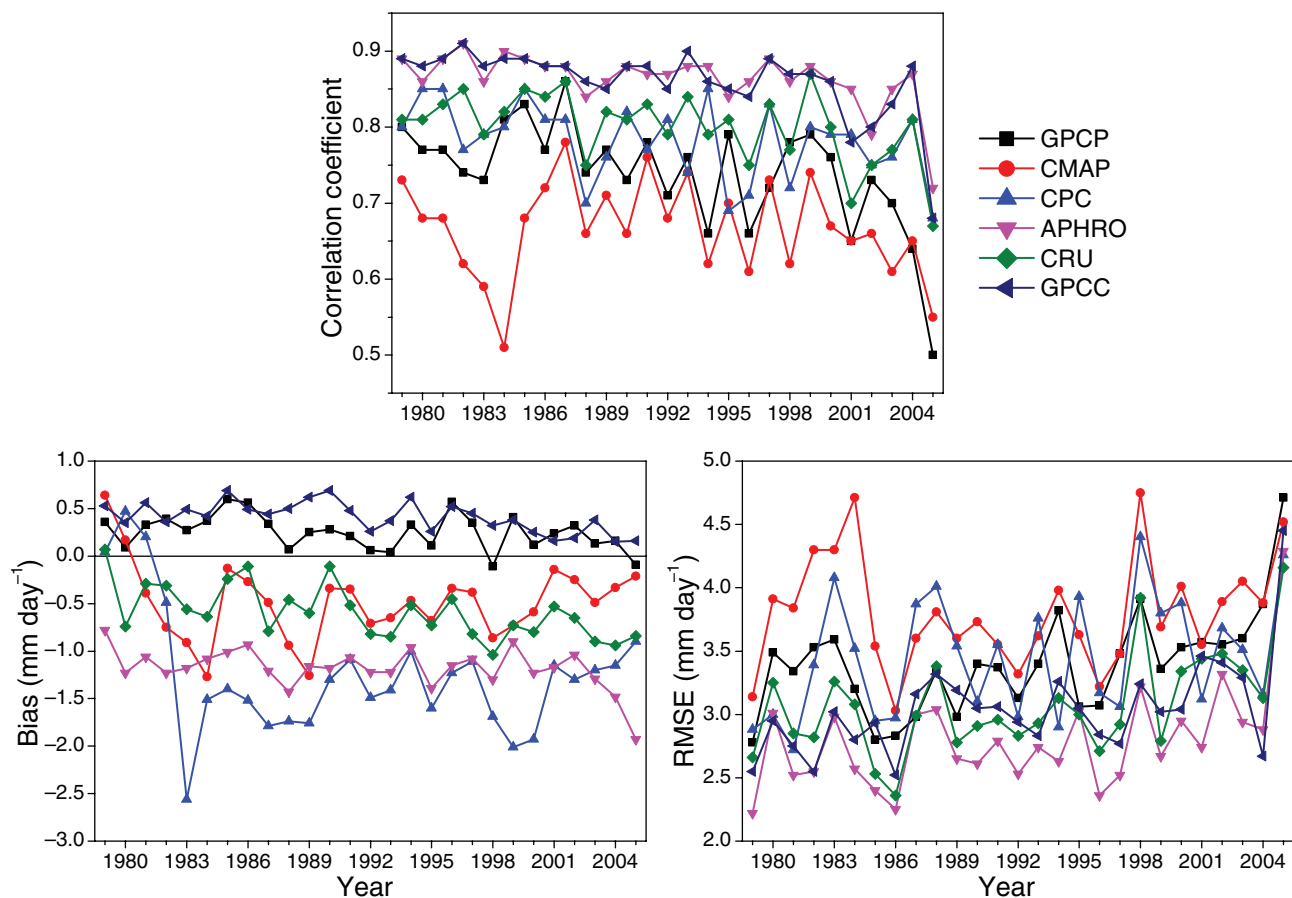 Correlation coefficient
0.9
0.8
0.7
0.6
0.5
1980 1983 1986 1989 1992 1995 1998 2001 2004
GPCP
CMAP
CPC
APHRO
CRU
GPCC
Bias (mm day⁻¹)
1.0
0.5
0.0
−0.5
−1.0
−1.5
−2.0
−2.5
−3.0
1980 1983 1986 1989 1992 1995 1998 2001 2004
Year
RMSE (mm day⁻¹)
5.0
4.5
4.0
3.5
3.0
2.5
2.0
1980 1983 1986 1989 1992 1995 1998 2001 2004
Year